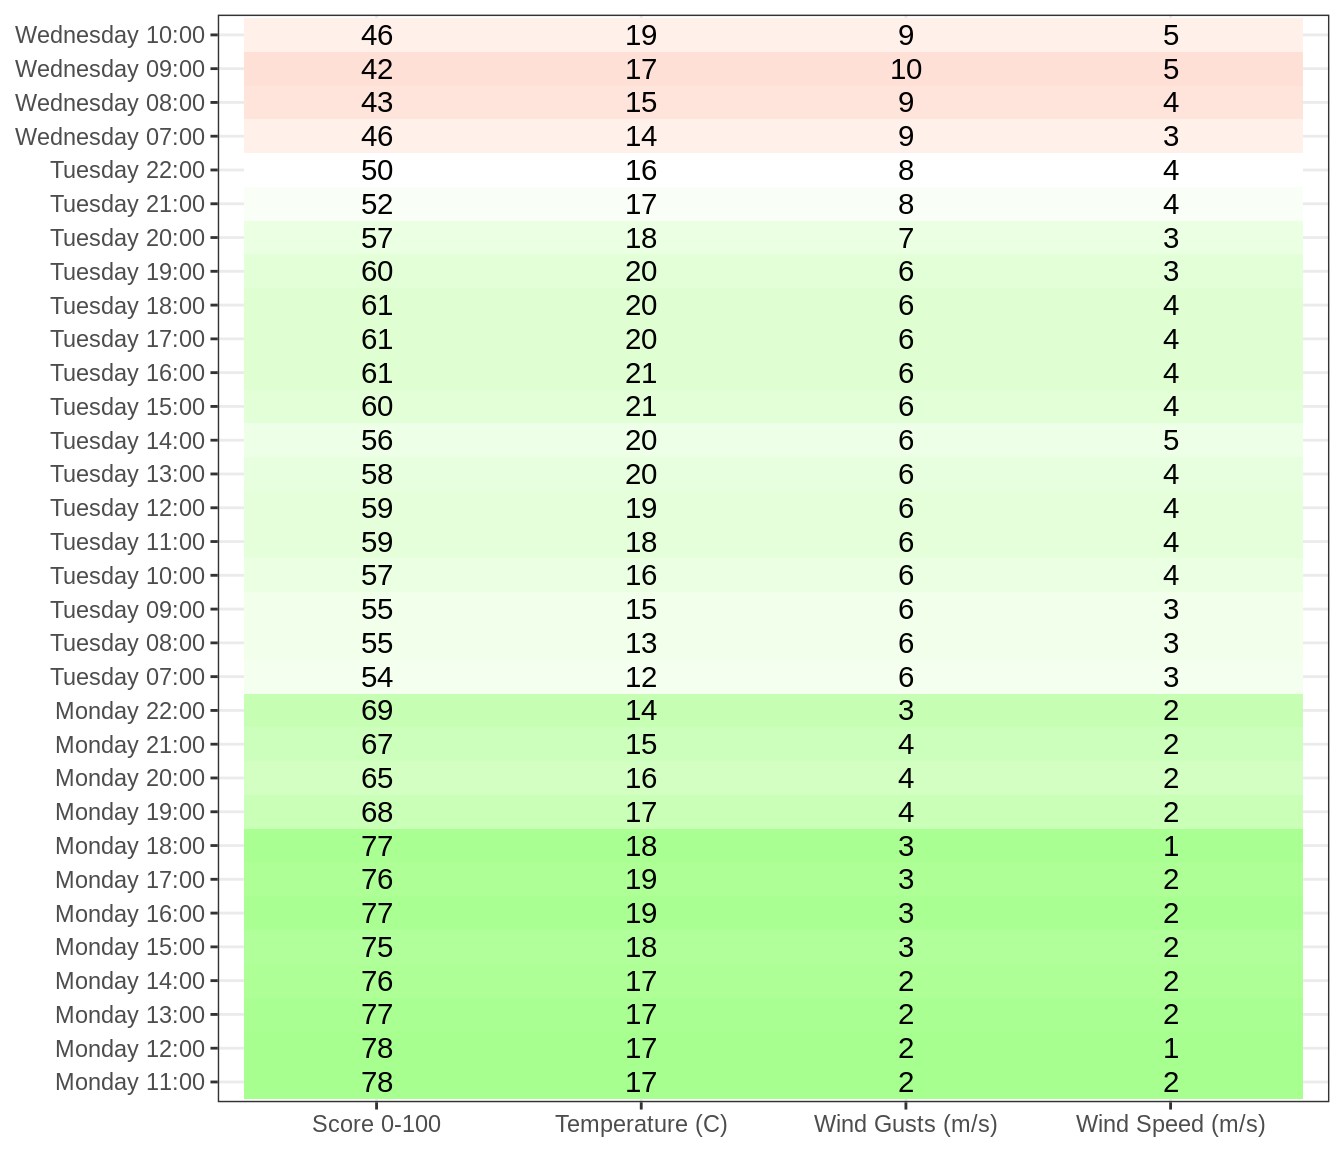 Wednesday 10:00 46 19 9 5
Wednesday 09:00 42 17 10 5
Wednesday 08:00 43 15 9 4
Wednesday 07:00 46 14 9 3
Tuesday 22:00 50 16 8 4
Tuesday 21:00 52 17 8 4
Tuesday 20:00 57 18 7 3
Tuesday 19:00 60 20 6 3
Tuesday 18:00 61 20 6 4
Tuesday 17:00 61 20 6 4
Tuesday 16:00 61 21 6 4
Tuesday 15:00 60 21 6 4
Tuesday 14:00 56 20 6 5
Tuesday 13:00 58 20 6 4
Tuesday 12:00 59 19 6 4
Tuesday 11:00 59 18 6 4
Tuesday 10:00 57 16 6 4
Tuesday 09:00 55 15 6 3
Tuesday 08:00 55 13 6 3
Tuesday 07:00 54 12 6 3
Monday 22:00 69 14 3 2
Monday 21:00 67 15 4 2
Monday 20:00 65 16 4 2
Monday 19:00 68 17 4 2
Monday 18:00 77 18 3 1
Monday 17:00 76 19 3 2
Monday 16:00 77 19 3 2
Monday 15:00 75 18 3 2
Monday 14:00 76 17 2 2
Monday 13:00 77 17 2 2
Monday 12:00 78 17 2 1
Monday 11:00 78 17 2 2
Score 0-100 Temperature (C) Wind Gusts (m/s) Wind Speed (m/s)